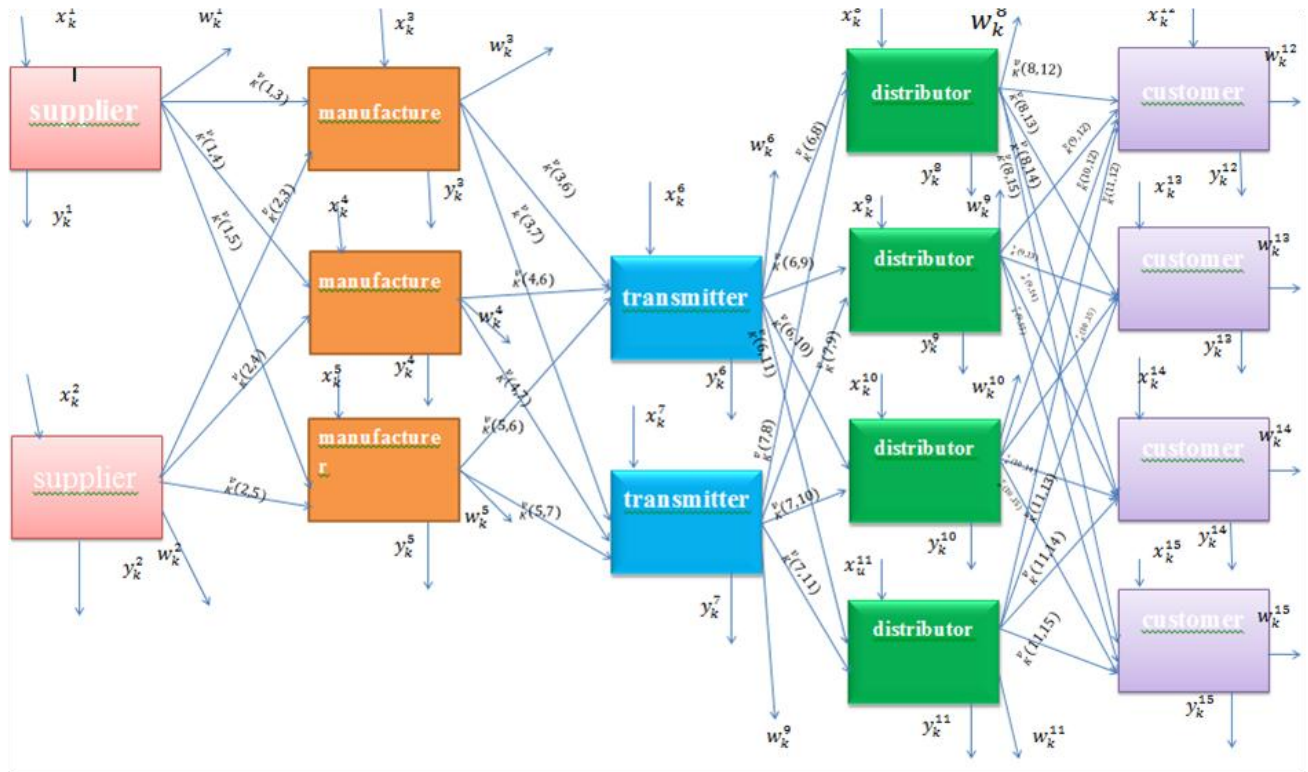 x_k^1
w_k^1
x_k^3
w_k^3
x_k^8
w_k^8
x_k^12
w_k^12
supplier
v_K(1,3)
manufacture
distributor
v_K(8,12)
customer
v_K(8,13)
v_K(8,14)
v_K(8,15)
v_K(9,12)
v_K(10,12)
v_K(11,12)
y_k^1
v_K(1,4)
v_K(1,5)
v_K(2,3)
y_k^3
v_K(3,6)
v_K(3,7)
w_k^6
v_K(6,8)
y_k^8
w_k^9
y_k^12
x_k^4
x_k^6
x_k^9
x_k^13
w_k^13
manufacture
v_K(4,6)
transmitter
v_K(6,9)
distributor
customer
w_k^4
v_K(6,10)
v_K(6,11)
v_K(7,9)
y_k^9
y_k^13
v_K(2,4)
y_k^4
v_K(4,7)
y_k^6
x_k^2
x_k^5
x_k^7
x_k^10
w_k^10
x_k^14
w_k^14
supplier
manufacture
r
v_K(5,6)
v_K(7,8)
distributor
customer
v_K(2,5)
w_k^5
v_K(5,7)
transmitter
v_K(7,10)
v_K(11,13)
y_k^2
w_k^2
y_k^5
y_k^10
y_k^14
v_K(7,11)
x_u^11
v_K(11,14)
x_k^15
w_k^15
y_k^7
distributor
v_K(11,15)
customer
w_k^9
y_k^11
w_k^11
y_k^15